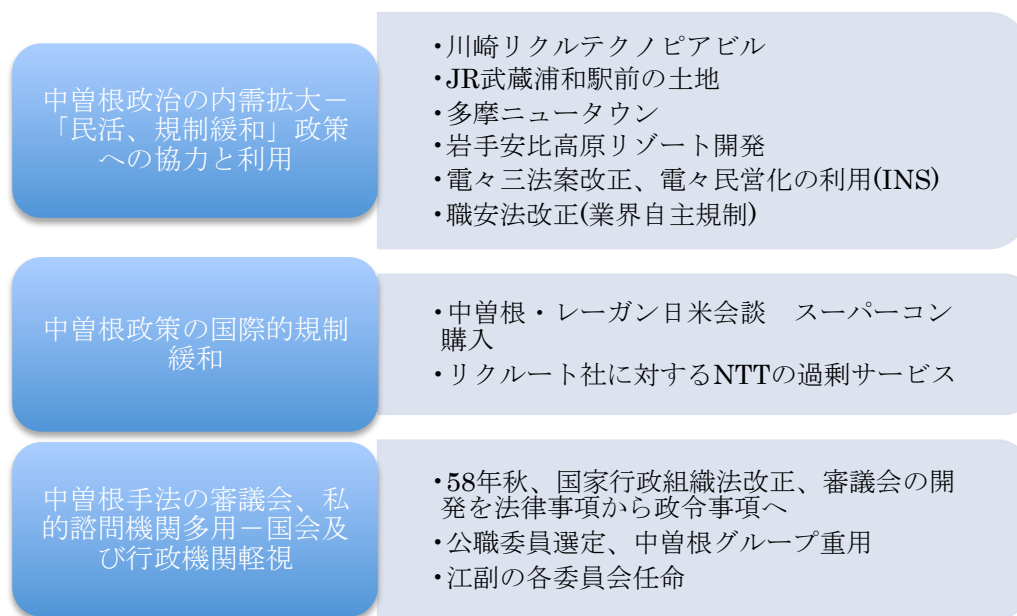 中曽根政治の内需拡大－
「民活、規制緩和」政策
への協力と利用
・川崎リクルテクノピアビル
・JR武蔵浦和駅前の土地
・多摩ニュータウン
・岩手安比高原リゾート開発
・電々三法案改正、電々民営化の利用(INS)
・職安法改正(業界自主規制)
中曽根政策の国際的規制
緩和
・中曽根・レーガン日米会談　スーパーコン
購入
・リクルート社に対するNTTの過剰サービス
中曽根手法の審議会、私
的諮問機関多用－国会及
び行政機関軽視
・58年秋、国家行政組織法改正、審議会の開
発を法律事項から政令事項へ
・公職委員選定、中曽根グループ重用
・江副の各委員会任命